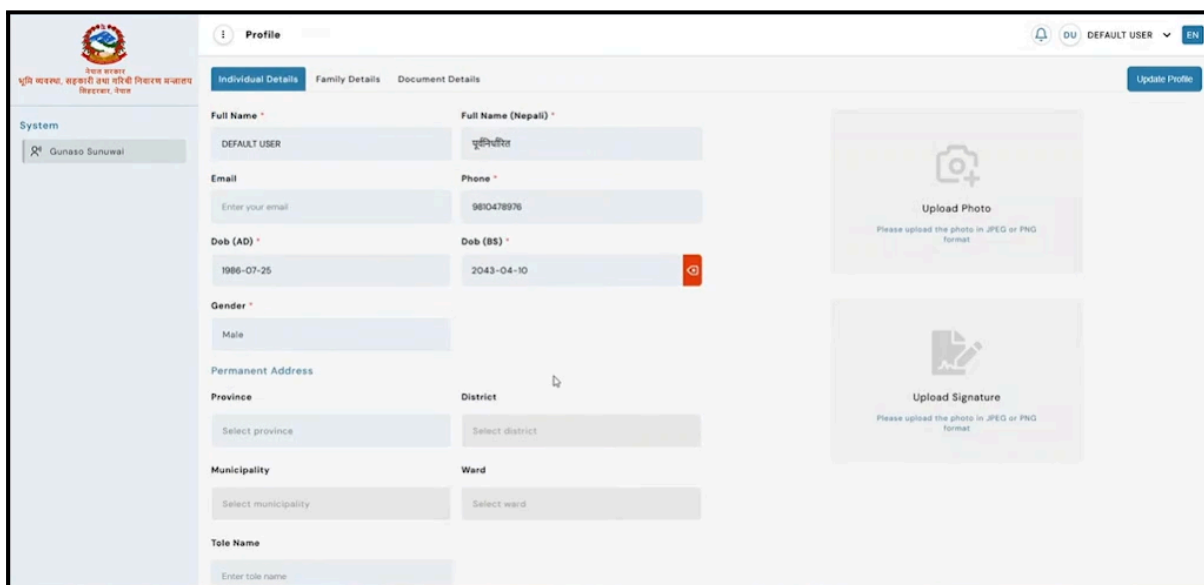 नेपाल सरकार
भूमि व्यवस्था, सहकारी तथा गरिबी निवारण मन्त्रालय
सिंहदरबार, नेपाल
System
Gunaso Sunuwai
Profile
DU DEFAULT USER EN
Individual Details Family Details Document Details Update Profile
Full Name * Full Name (Nepali) *
DEFAULT USER पूर्वनिर्धारित
Email Phone *
Enter your email 9810478976
Dob (AD) * Dob (BS) *
1986-07-25 2043-04-10
Gender *
Male
Permanent Address
Province District
Select province Select district
Municipality Ward
Select municipality Select ward
Tole Name
Enter tole name
Upload Photo
Please upload the photo in JPEG or PNG
format
Upload Signature
Please upload the photo in JPEG or PNG
format